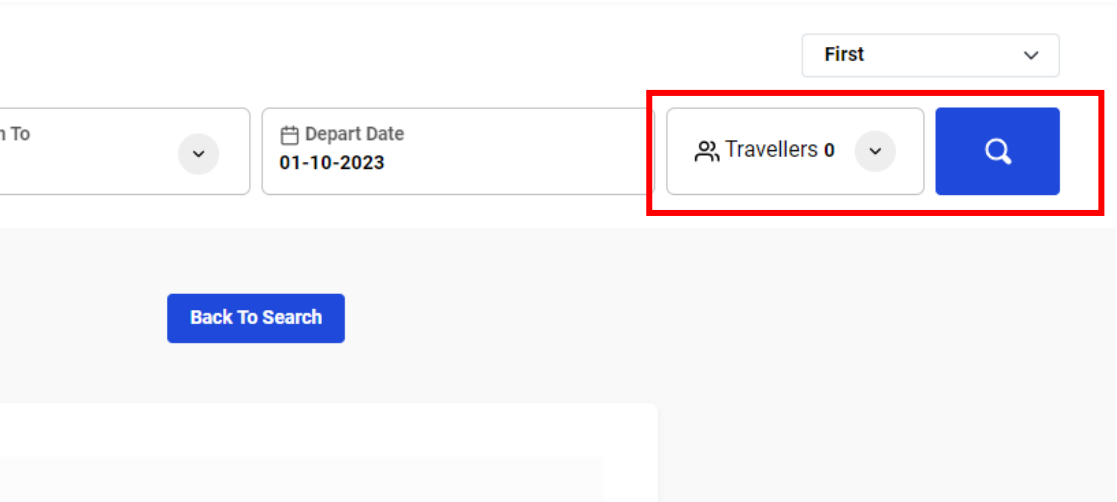 First
To
Depart Date
01-10-2023
Travellers 0
Back To Search